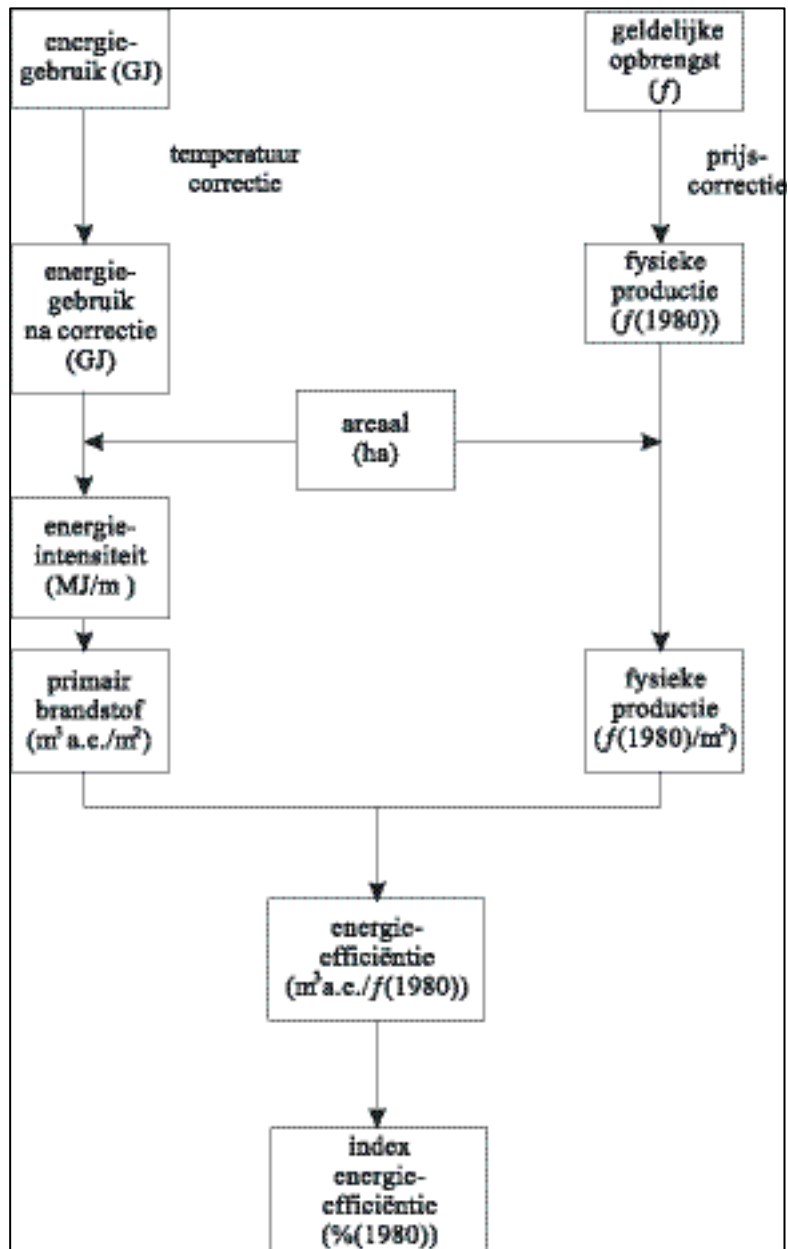 energie-
gebruik (GJ)
geldelijke
opbrengst
(f)
temperatuur
correctie
prijs-
correctie
energie-
gebruik
na correctie
(GJ)
fysieke
productie
(f(1980))
areaal
(ha)
energie-
intensiteit
(MJ/m )
primair
brandstof
(m³ a.e./m²)
fysieke
productie
(f(1980)/m²)
energie-
efficiëntie
(m³a.e./f(1980))
index
energie-
efficiëntie
(%(1980))